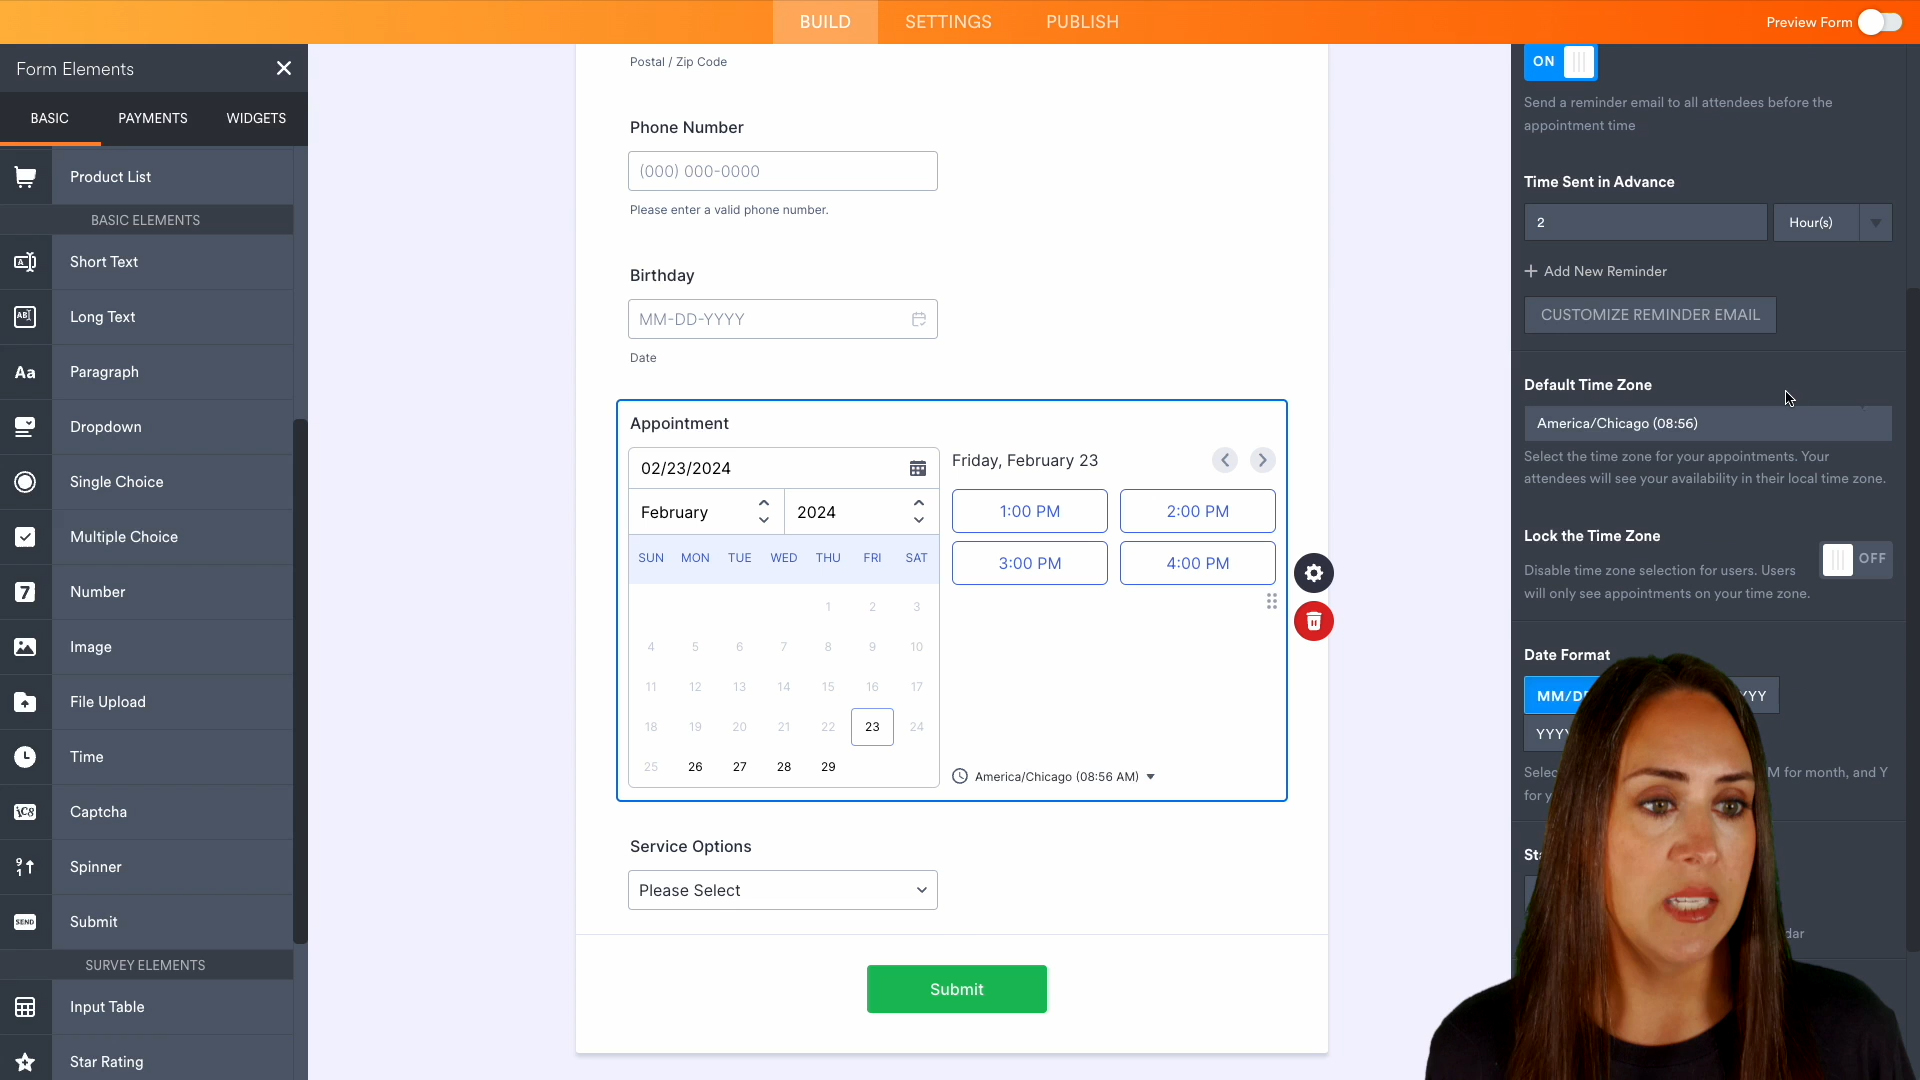 BUILD
SETTINGS
PUBLISH
Preview Form
Form Elements
BASIC
PAYMENTS
WIDGETS
Product List
BASIC ELEMENTS
Short Text
Long Text
Aa
Paragraph
Dropdown
Single Choice
Multiple Choice
7
Number
Image
File Upload
Time
Captcha
Spinner
SEND
Submit
SURVEY ELEMENTS
Input Table
Star Rating
Postal / Zip Code
Phone Number
(000) 000-0000
Please enter a valid phone number.
Birthday
MM-DD-YYYY
Date
Appointment
02/23/2024
February
2024
SUN MON TUE WED THU FRI SAT
1 2 3
4 5 6 7 8 9 10
11 12 13 14 15 16 17
18 19 20 21 22 23 24
25 26 27 28 29
Friday, February 23
1:00 PM
2:00 PM
3:00 PM
4:00 PM
America/Chicago (08:56 AM)
Service Options
Please Select
Submit
ON
Send a reminder email to all attendees before the
appointment time
Time Sent in Advance
2
Hour(s)
+ Add New Reminder
CUSTOMIZE REMINDER EMAIL
Default Time Zone
America/Chicago (08:56)
Select the time zone for your appointments. Your
attendees will see your availability in their local time zone.
Lock the Time Zone
OFF
Disable time zone selection for users. Users
will only see appointments on your time zone.
Date Format
M for month, and Y